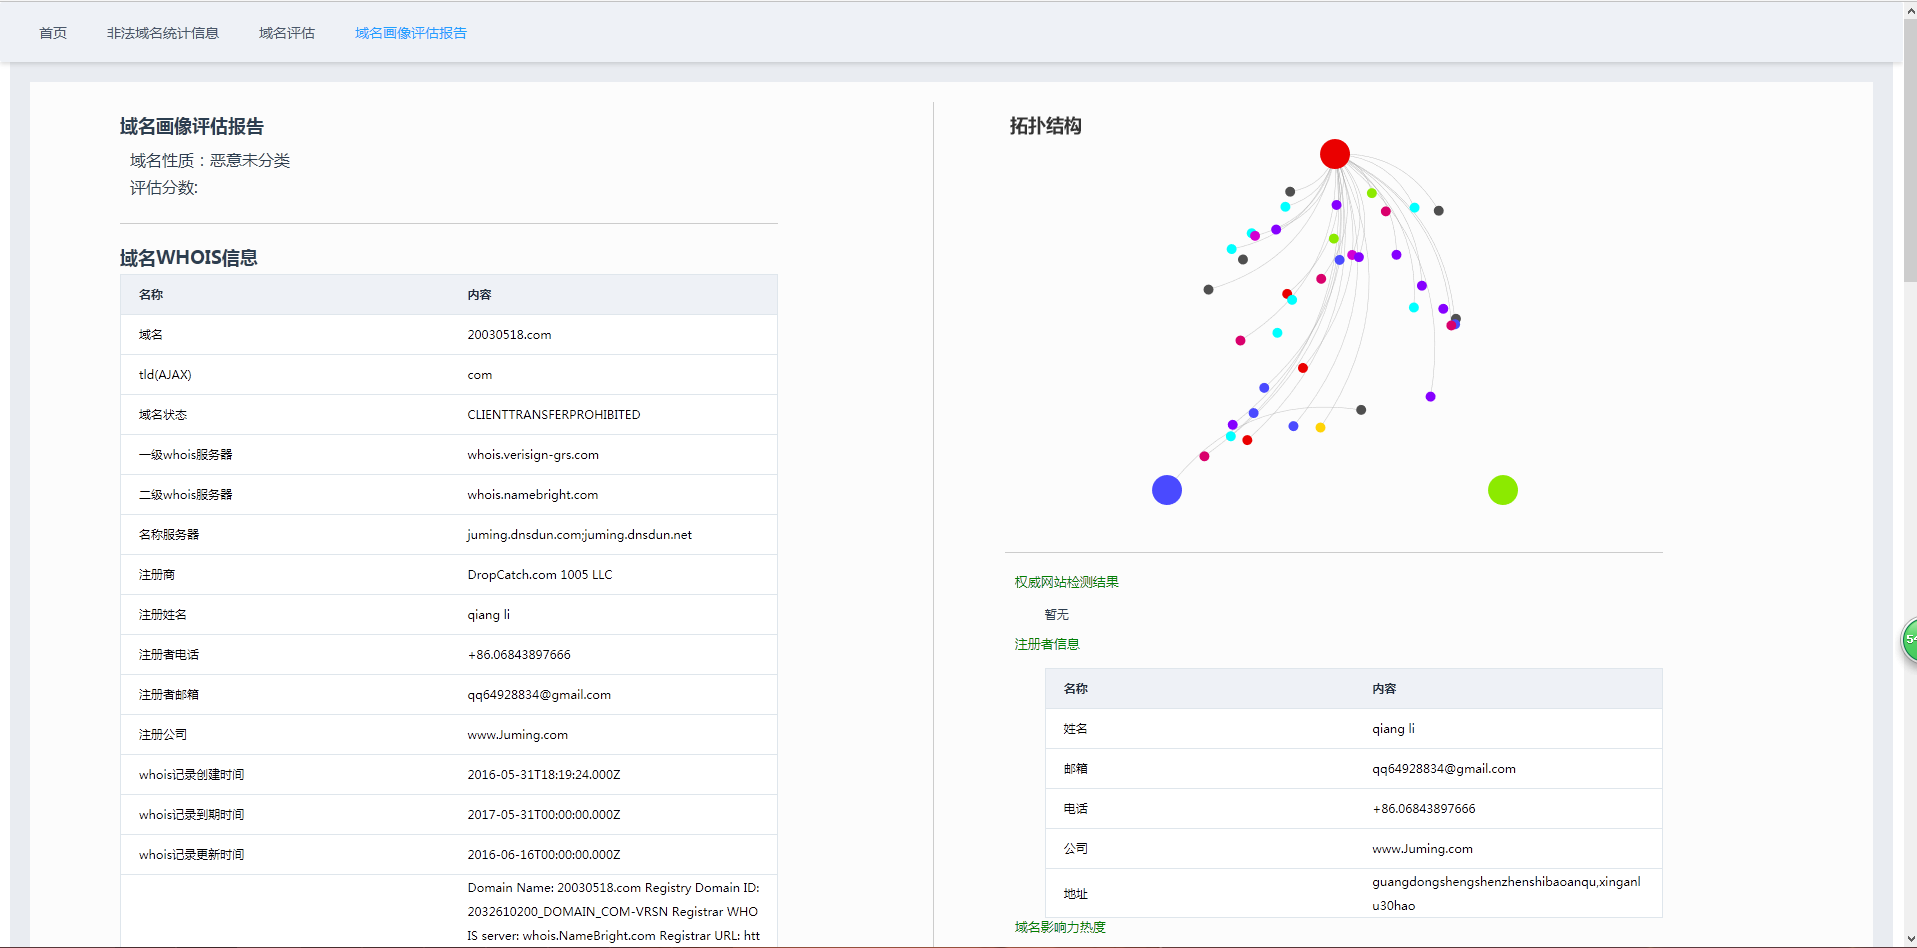 首页 非法域名统计信息 域名评估 域名画像评估报告
域名画像评估报告
域名性质：恶意未分类
评估分数:
域名WHOIS信息
名称 内容
域名 20030518.com
tld(AJAX) com
域名状态 CLIENTTRANSFERPROHIBITED
一级whois服务器 whois.verisign-grs.com
二级whois服务器 whois.namebright.com
名称服务器 juming.dnsdun.com;juming.dnsdun.net
注册商 DropCatch.com 1005 LLC
注册姓名 qiang li
注册者电话 +86.06843897666
注册者邮箱 qq64928834@gmail.com
注册公司 www.Juming.com
whois记录创建时间 2016-05-31T18:19:24.000Z
whois记录到期时间 2017-05-31T00:00:00.000Z
whois记录更新时间 2016-06-16T00:00:00.000Z
Domain Name: 20030518.com Registry Domain ID:
2032610200_DOMAIN_COM-VRSN Registrar WHO
IS server: whois.NameBright.com Registrar URL: htt
拓扑结构
权威网站检测结果
暂无
注册者信息
名称 内容
姓名 qiang li
邮箱 qq64928834@gmail.com
电话 +86.06843897666
公司 www.Juming.com
地址 guangdongshengshenzhenshibaoanqu,xinganl
u30hao
域名影响力热度